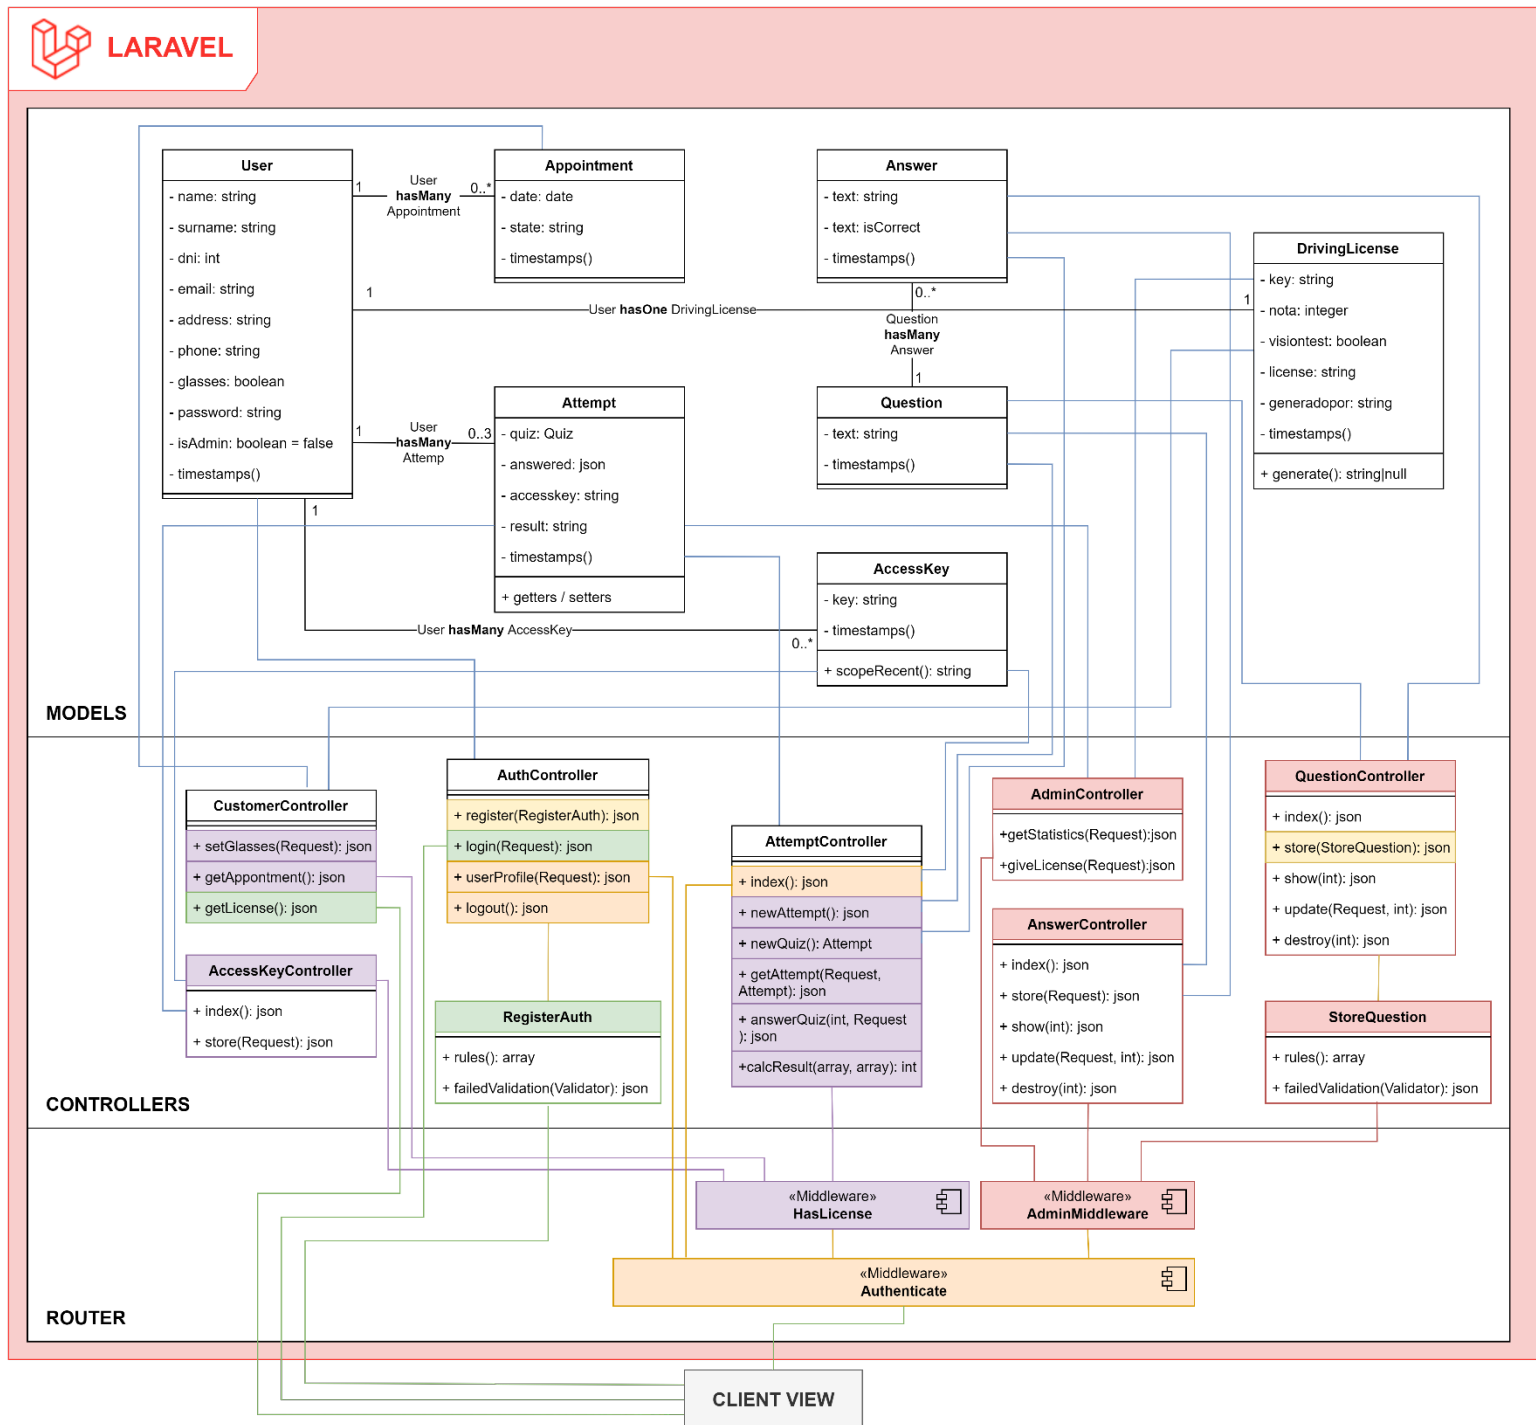 LARAVEL
User
- name: string
- surname: string
- dni: int
- email: string
- address: string
- phone: string
- glasses: boolean
- password: string
- isAdmin: boolean = false
- timestamps()
1
User
hasMany
Appointment
0..*
Appointment
- date: date
- state: string
- timestamps()
Answer
- text: string
- text: isCorrect
- timestamps()
DrivingLicense
- key: string
- nota: integer
- visiontest: boolean
- license: string
- generadopor: string
- timestamps()
+ generate(): string|null
1
User hasOne DrivingLicense
1
0..*
Question
hasMany
Answer
1
Question
- text: string
- timestamps()
1
User
hasMany
Attemp
0..3
Attempt
- quiz: Quiz
- answered: json
- accesskey: string
- result: string
- timestamps()
+ getters / setters
1
User hasMany AccessKey
0..*
AccessKey
- key: string
- timestamps()
+ scopeRecent(): string
MODELS
CustomerController
+ setGlasses(Request): json
+ getAppontment(): json
+ getLicense(): json
AccessKeyController
+ index(): json
+ store(Request): json
AuthController
+ register(RegisterAuth): json
+ login(Request): json
+ userProfile(Request): json
+ logout(): json
RegisterAuth
+ rules(): array
+ failedValidation(Validator): json
AttemptController
+ index(): json
+ newAttempt(): json
+ newQuiz(): Attempt
+ getAttempt(Request,
Attempt): json
+ answerQuiz(int, Request
): json
+calcResult(array, array): int
AdminController
+getStatistics(Request):json
+giveLicense(Request):json
AnswerController
+ index(): json
+ store(Request): json
+ show(int): json
+ update(Request, int): json
+ destroy(int): json
QuestionController
+ index(): json
+ store(StoreQuestion): json
+ show(int): json
+ update(Request, int): json
+ destroy(int): json
StoreQuestion
+ rules(): array
+ failedValidation(Validator): json
CONTROLLERS
«Middleware»
HasLicense
«Middleware»
AdminMiddleware
«Middleware»
Authenticate
ROUTER
CLIENT VIEW